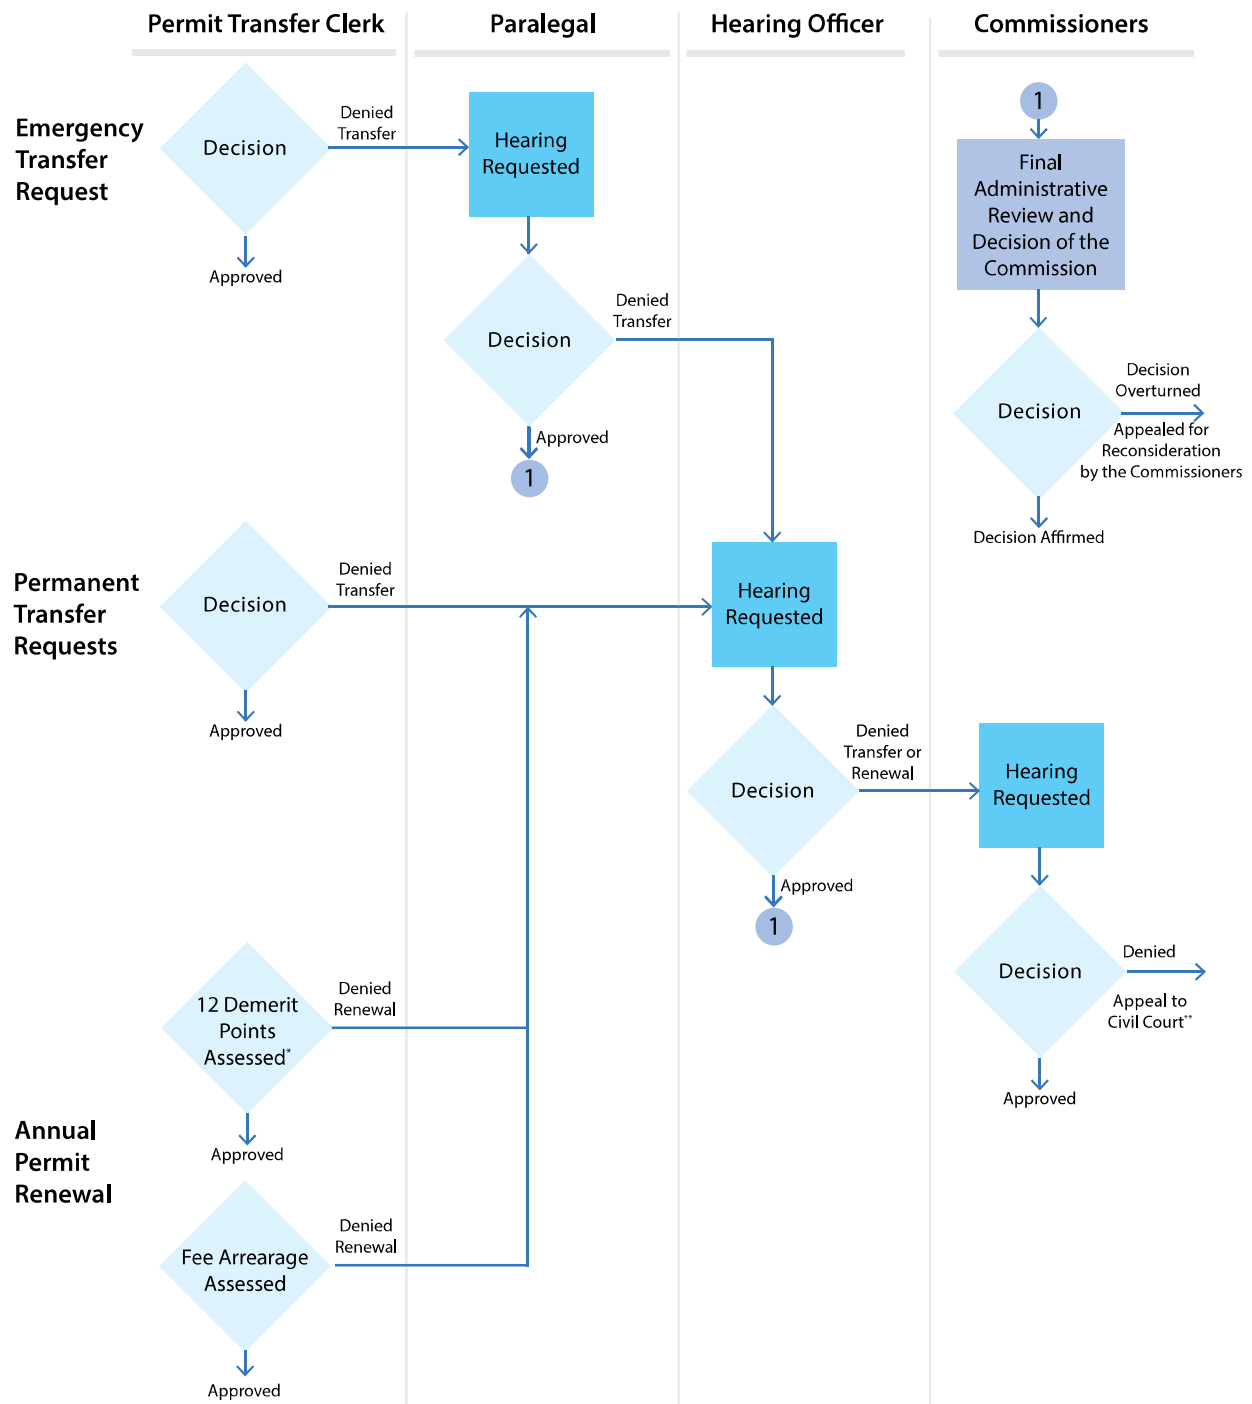 Permit Transfer Clerk
Paralegal
Hearing Officer
Commissioners
Emergency
Transfer
Request
Decision
Denied
Transfer
Approved
Hearing
Requested
Decision
Denied
Transfer
Approved
1
1
Final
Administrative
Review and
Decision of the
Commission
Decision
Decision
Overturned
Appealed for
Reconsideration
by the Commissioners
Decision Affirmed
Permanent
Transfer
Requests
Decision
Denied
Transfer
Approved
Hearing
Requested
Decision
Denied
Transfer or
Renewal
Approved
1
Hearing
Requested
Decision
Denied
Appeal to
Civil Court**
Approved
Annual
Permit
Renewal
12 Demerit
Points
Assessed*
Denied
Renewal
Approved
Fee Arrearage
Assessed
Denied
Renewal
Approved